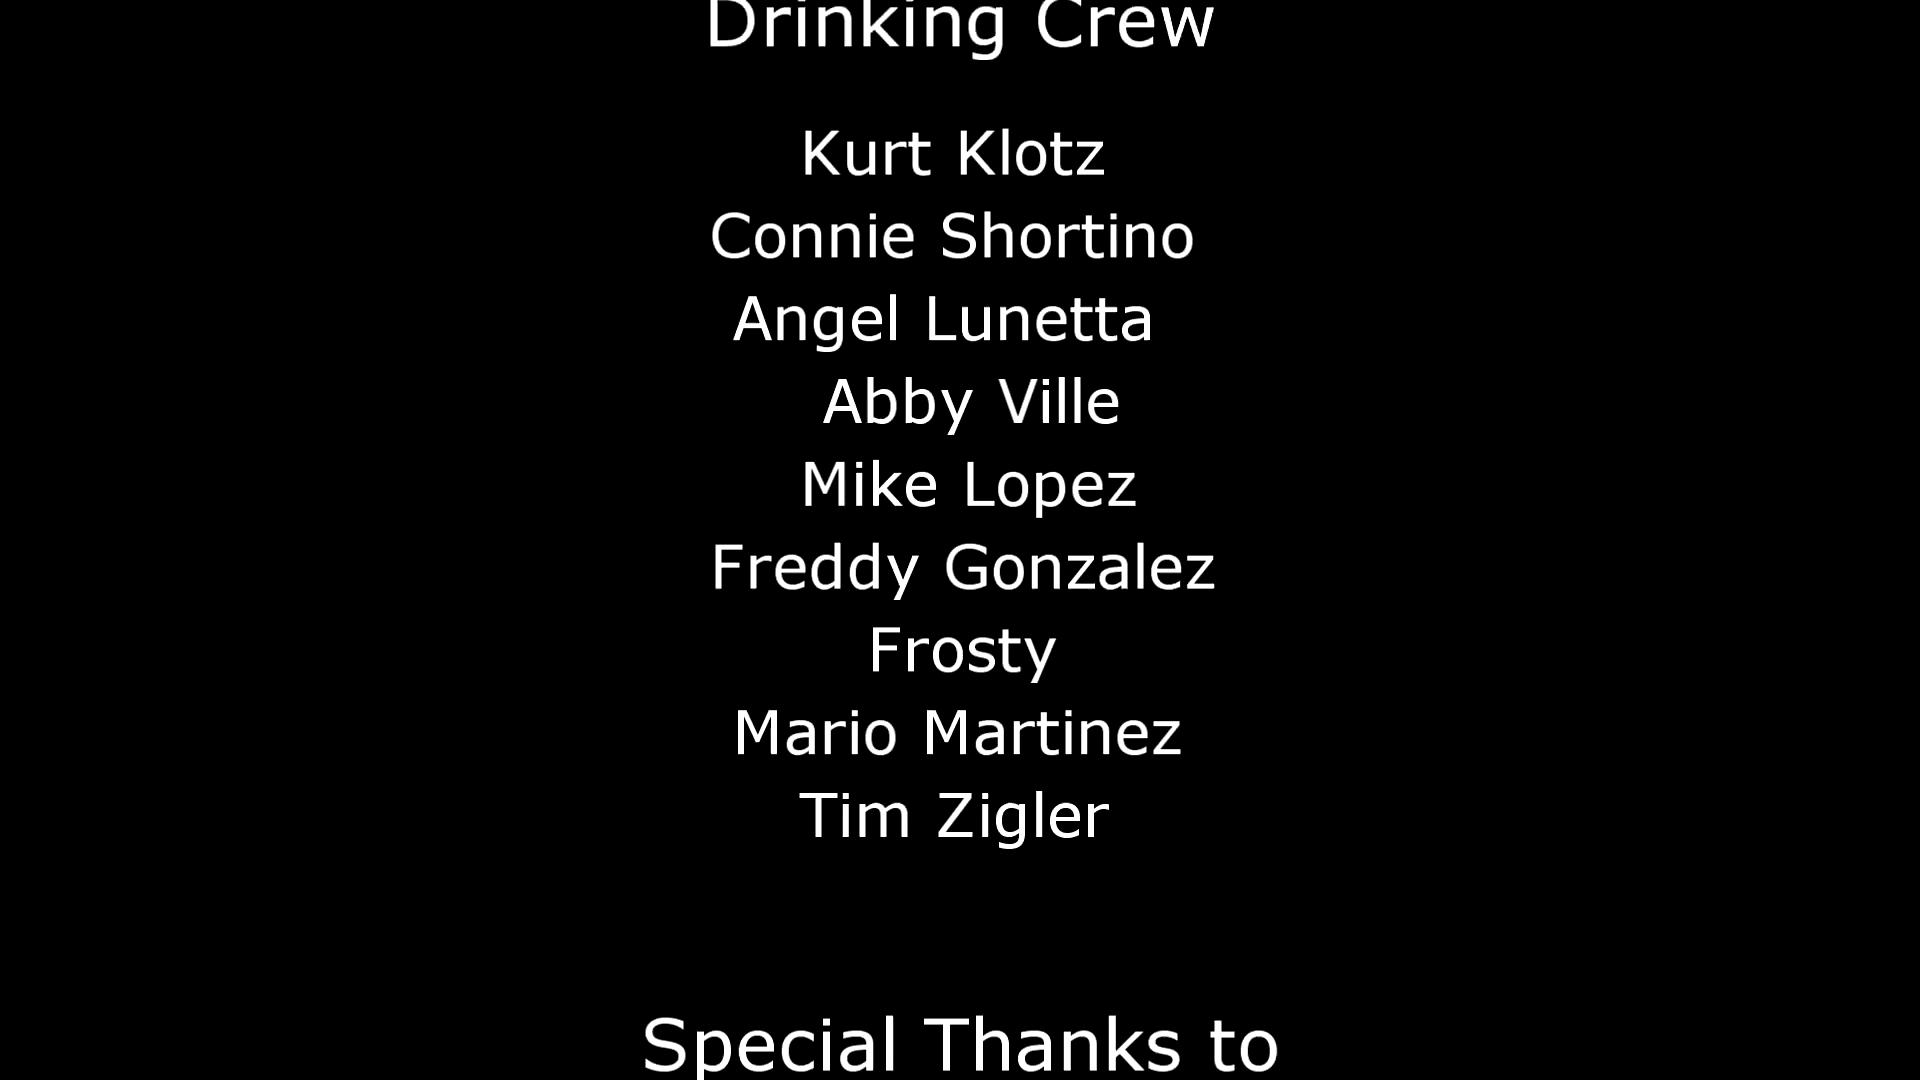 Drinking Crew
Kurt Klotz
Connie Shortino
Angel Lunetta
Abby Ville
Mike Lopez
Freddy Gonzalez
Frosty
Mario Martinez
Tim Zigler
Special Thanks to